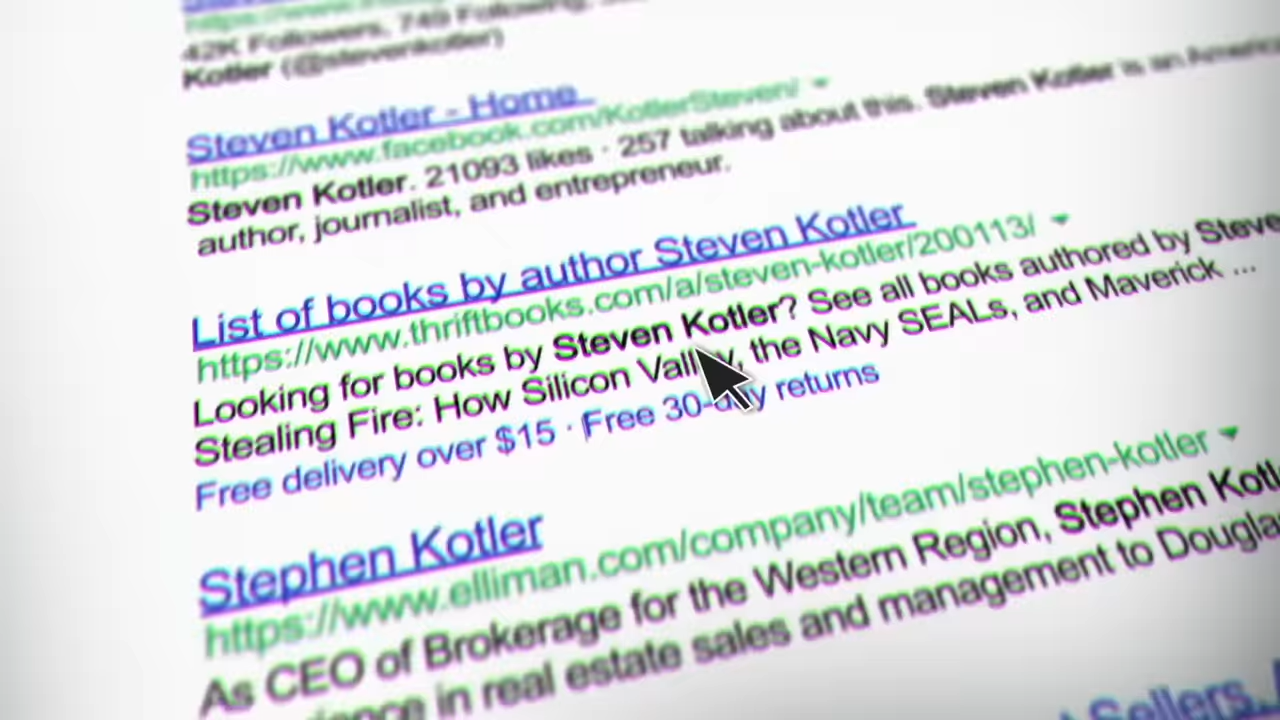 42K Followers, 749 Following,
Kotler (@stevenkotler)
Steven Kotler - Home
https://www.facebook.com/KotlerSteven/
Steven Kotler. 21093 likes · 257 talking about this. Steven Kotler is an
author, journalist, and entrepreneur.
List of books by author Steven Kotler
https://www.thriftbooks.com/a/steven-kotler/200113/
Looking for books by Steven Kotler? See all books authored by Steve
Stealing Fire: How Silicon Valley, the Navy SEALs, and Maverick ...
Free delivery over $15 · Free 30-day returns
Stephen Kotler
https://www.elliman.com/company/team/stephen-kotler
As CEO of Brokerage for the Western Region, Stephen Kotl
ience in real estate sales and management to Dougla
Sellers,